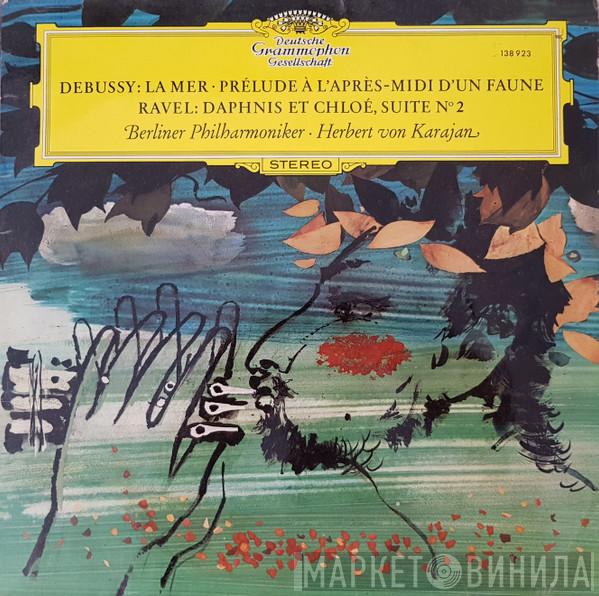 Deutsche
Grammophon
Gesellschaft
138 923
DEBUSSY: LA MER · PRÉLUDE À L'APRÈS-MIDI D'UN FAUNE
RAVEL: DAPHNIS ET CHLOÉ, SUITE No 2
Berliner Philharmoniker · Herbert von Karajan
STEREO
МАРКЕТ ВИНИЛА